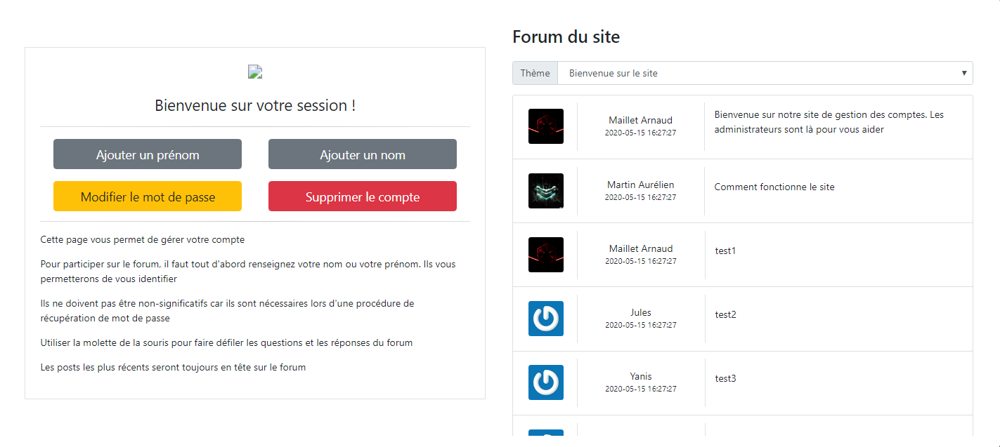 Bienvenue sur votre session !
Ajouter un prénom
Ajouter un nom
Modifier le mot de passe
Supprimer le compte
Cette page vous permet de gérer votre compte
Pour participer sur le forum, il faut tout d'abord renseignez votre nom ou votre prénom. Ils vous
permetterons de vous identifier
Ils ne doivent pas être non-significatifs car ils sont nécessaires lors d'une procédure de
récupération de mot de passe
Utiliser la molette de la souris pour faire défiler les questions et les réponses du forum
Les posts les plus récents seront toujours en tête sur le forum
Forum du site
Thème
Bienvenue sur le site
Maillet Arnaud
2020-05-15 16:27:27
Bienvenue sur notre site de gestion des comptes. Les
administrateurs sont là pour vous aider
Martin Aurélien
2020-05-15 16:27:27
Comment fonctionne le site
Maillet Arnaud
2020-05-15 16:27:27
test1
Jules
2020-05-15 16:27:27
test2
Yanis
2020-05-15 16:27:27
test3